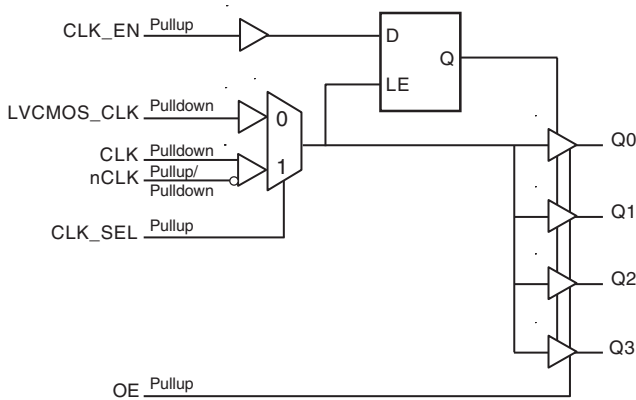 CLK_EN Pullup
D
Q
LE
LVCMOS_CLK Pulldown
0
CLK Pulldown
nCLK Pullup/
Pulldown
1
CLK_SEL Pullup
Q0
Q1
Q2
Q3
OE Pullup